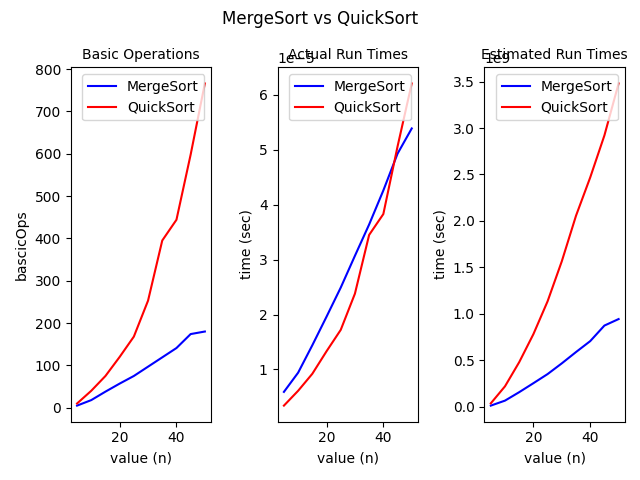 MergeSort vs QuickSort
Basic Operations
MergeSort
QuickSort
800
700
600
500
400
300
200
100
0
bascicOps
20 40
value (n)
Actual Run Times
1e−5
MergeSort
QuickSort
6
5
4
3
2
1
time (sec)
20 40
value (n)
Estimated Run Times
1e9
MergeSort
QuickSort
3.5
3.0
2.5
2.0
1.5
1.0
0.5
0.0
time (sec)
20 40
value (n)